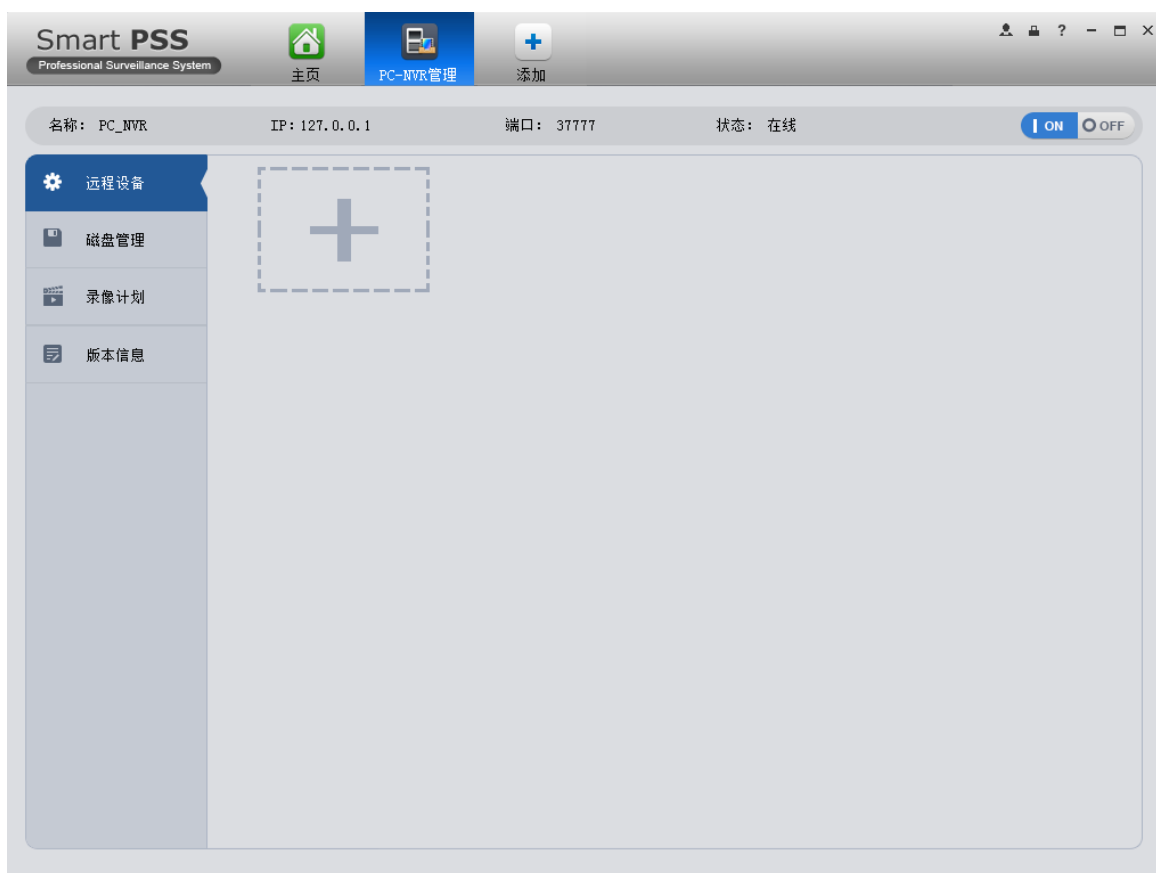 Smart PSS
Professional Surveillance System
主页
PC-NVR管理
添加
?
名称: PC_NVR
IP: 127.0.0.1
端口: 37777
状态: 在线
ON
OFF
远程设备
磁盘管理
录像计划
版本信息